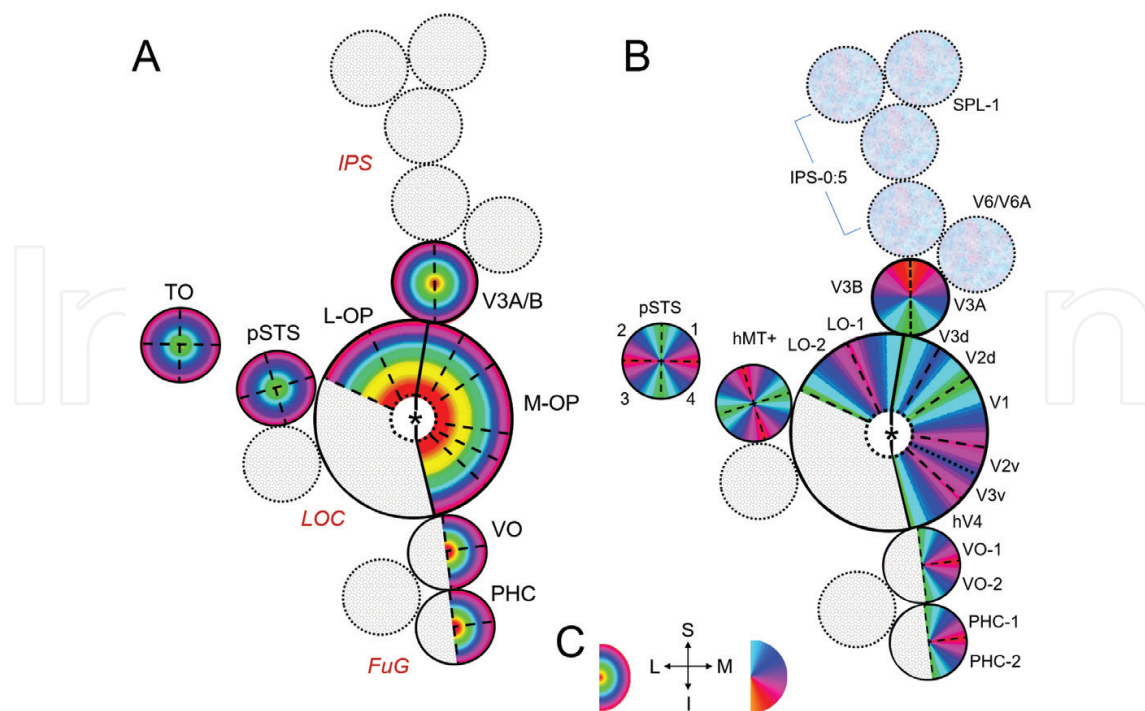 A
B
SPL-1
IPS
IPS-0:5
V6/V6A
TO
V3A/B
V3B
V3A
L-OP
pSTS
pSTS
2
1
3
4
hMT+
LO-2
LO-1
V3d
V2d
V1
M-OP
*
*
V2v
V3v
hV4
LOC
VO
VO-1
VO-2
PHC
PHC-1
PHC-2
FuG
C
S
L
M
I